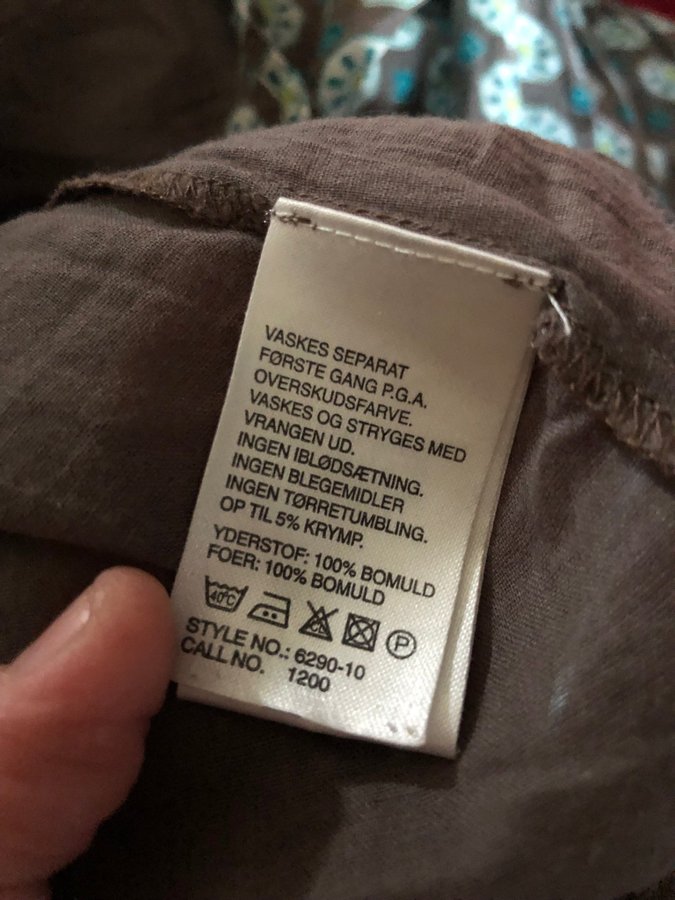 VASKES SEPARAT
FØRSTE GANG P.G.A.
OVERSKUDSFARVE.
VASKES OG STRYGES MED
VRANGEN UD.
INGEN IBLØDSÆTNING.
INGEN BLEGEMIDLER
INGEN TØRRETUMBLING.
OP TIL 5% KRYMP.
YDERSTOF: 100% BOMULD
FOER: 100% BOMULD
40°C CL P
STYLE NO.: 6290-10
CALL NO. 1200